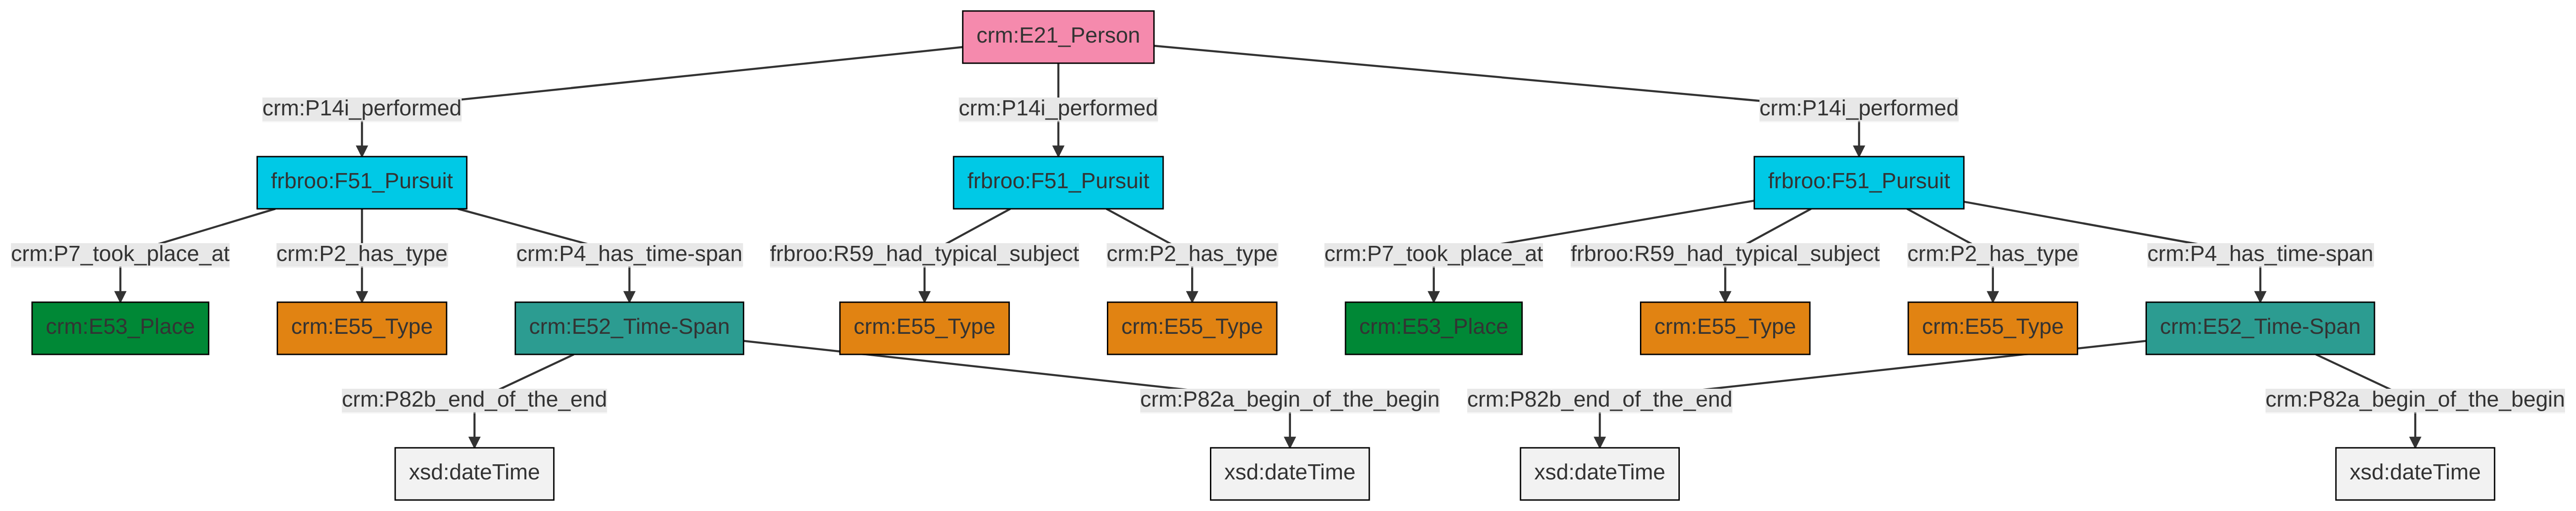 crm:E21_Person
crm:P14i_performed
crm:P14i_performed
crm:P14i_performed
frbroo:F51_Pursuit
frbroo:F51_Pursuit
frbroo:F51_Pursuit
crm:P7_took_place_at
crm:P2_has_type
crm:P4_has_time-span
frbroo:R59_had_typical_subject
crm:P2_has_type
crm:P7_took_place_at
frbroo:R59_had_typical_subject
crm:P2_has_type
crm:P4_has_time-span
crm:E53_Place
crm:E55_Type
crm:E52_Time-Span
crm:E55_Type
crm:E55_Type
crm:E53_Place
crm:E55_Type
crm:E55_Type
crm:E52_Time-Span
crm:P82b_end_of_the_end
crm:P82a_begin_of_the_begin
crm:P82b_end_of_the_end
crm:P82a_begin_of_the_begin
xsd:dateTime
xsd:dateTime
xsd:dateTime
xsd:dateTime